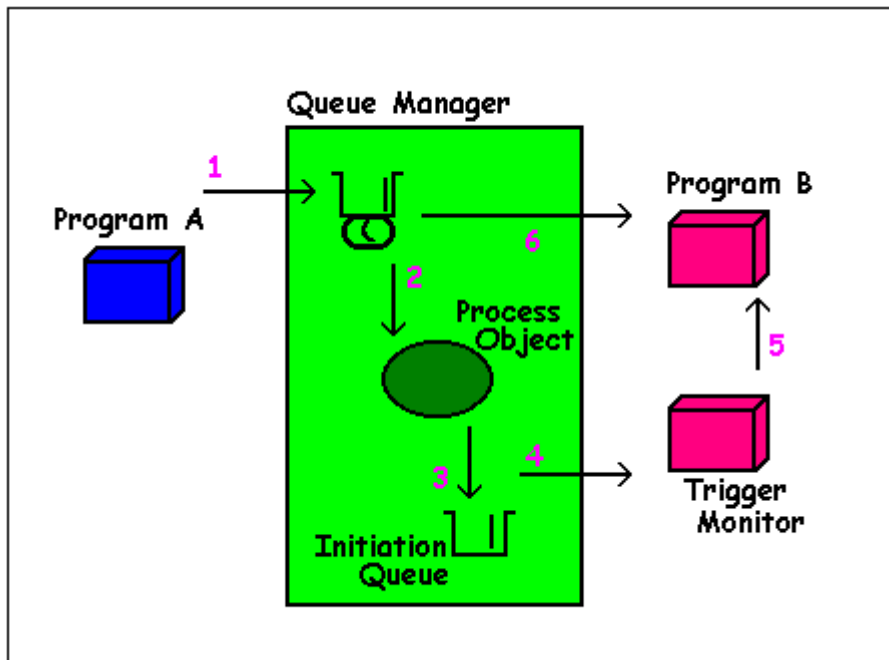 Queue Manager
1
Program A
Program B
6
2
Process
Object
5
3
4
Trigger
Monitor
Initiation
Queue